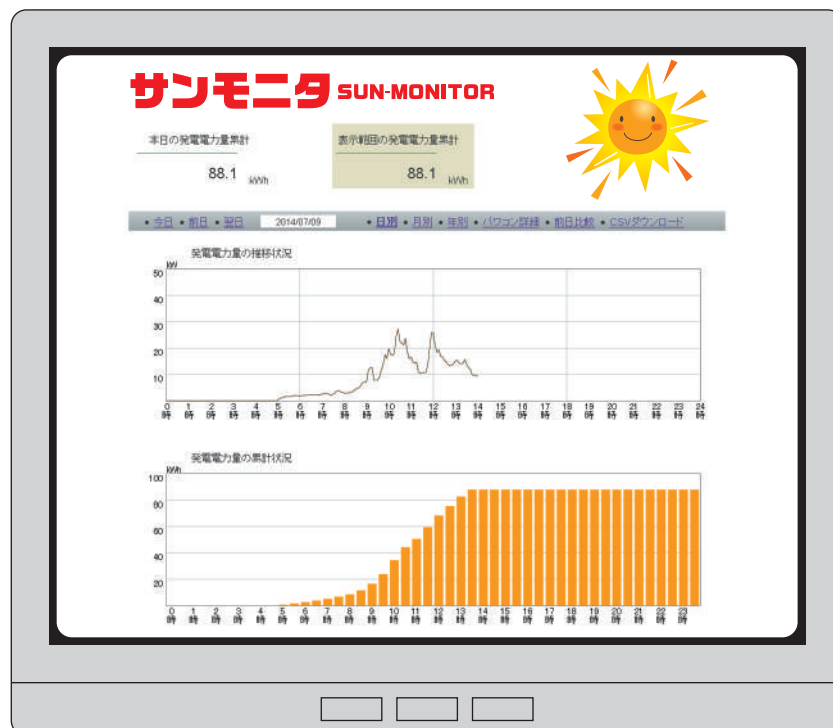 サンモニタ SUN-MONITOR
本日の発電電力量累計
88.1 kWh
表示範囲の発電電力量累計
88.1 kWh
• 今日 • 前日 • 翌日 2014/07/09 • 日別 • 月別 • 年別 • パワコン詳細 • 前日比較 • CSVダウンロード
発電電力量の推移状況
kW
50
40
30
20
10
0時 1時 2時 3時 4時 5時 6時 7時 8時 9時 10時 11時 12時 13時 14時 15時 16時 17時 18時 19時 20時 21時 22時 23時 24時
発電電力量の累計状況
kWh
100
80
60
40
20
0時 1時 2時 3時 4時 5時 6時 7時 8時 9時 10時 11時 12時 13時 14時 15時 16時 17時 18時 19時 20時 21時 22時 23時